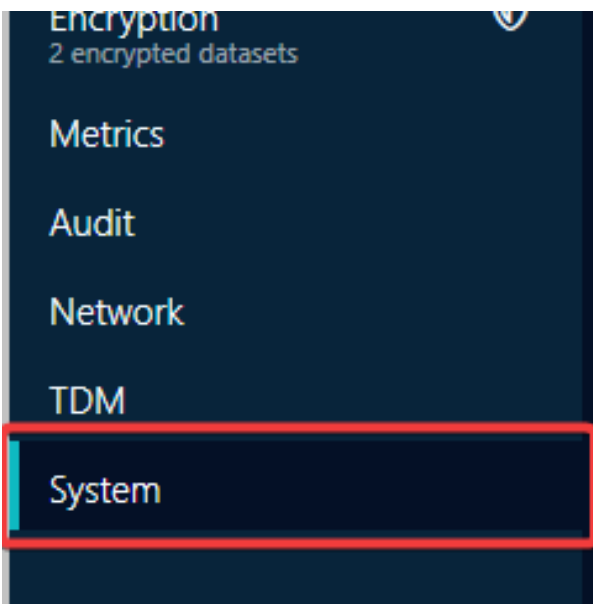 Encryption
2 encrypted datasets
Metrics
Audit
Network
TDM
System